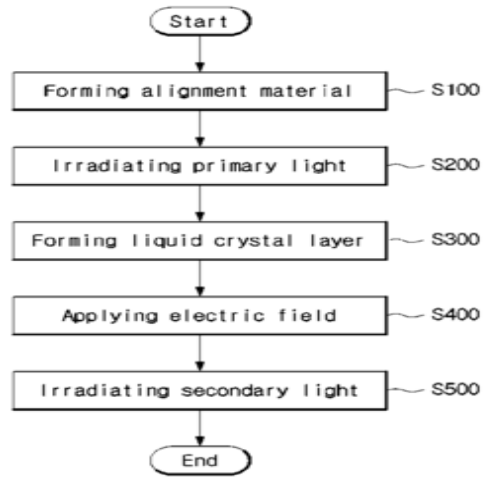 Start
Forming alignment material S100
Irradiating primary light S200
Forming liquid crystal layer S300
Applying electric field S400
Irradiating secondary light S500
End